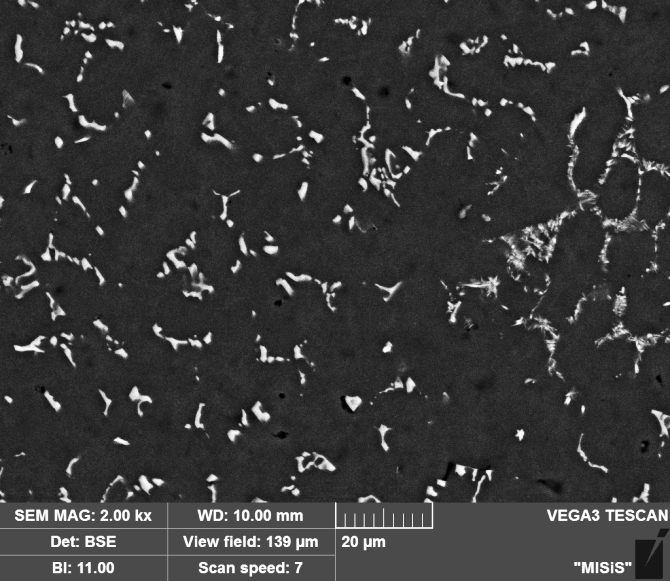 SEM MAG: 2.00 kx WD: 10.00 mm VEGA3 TESCAN
Det: BSE View field: 139 µm 20 µm
BI: 11.00 Scan speed: 7 "MISiS"